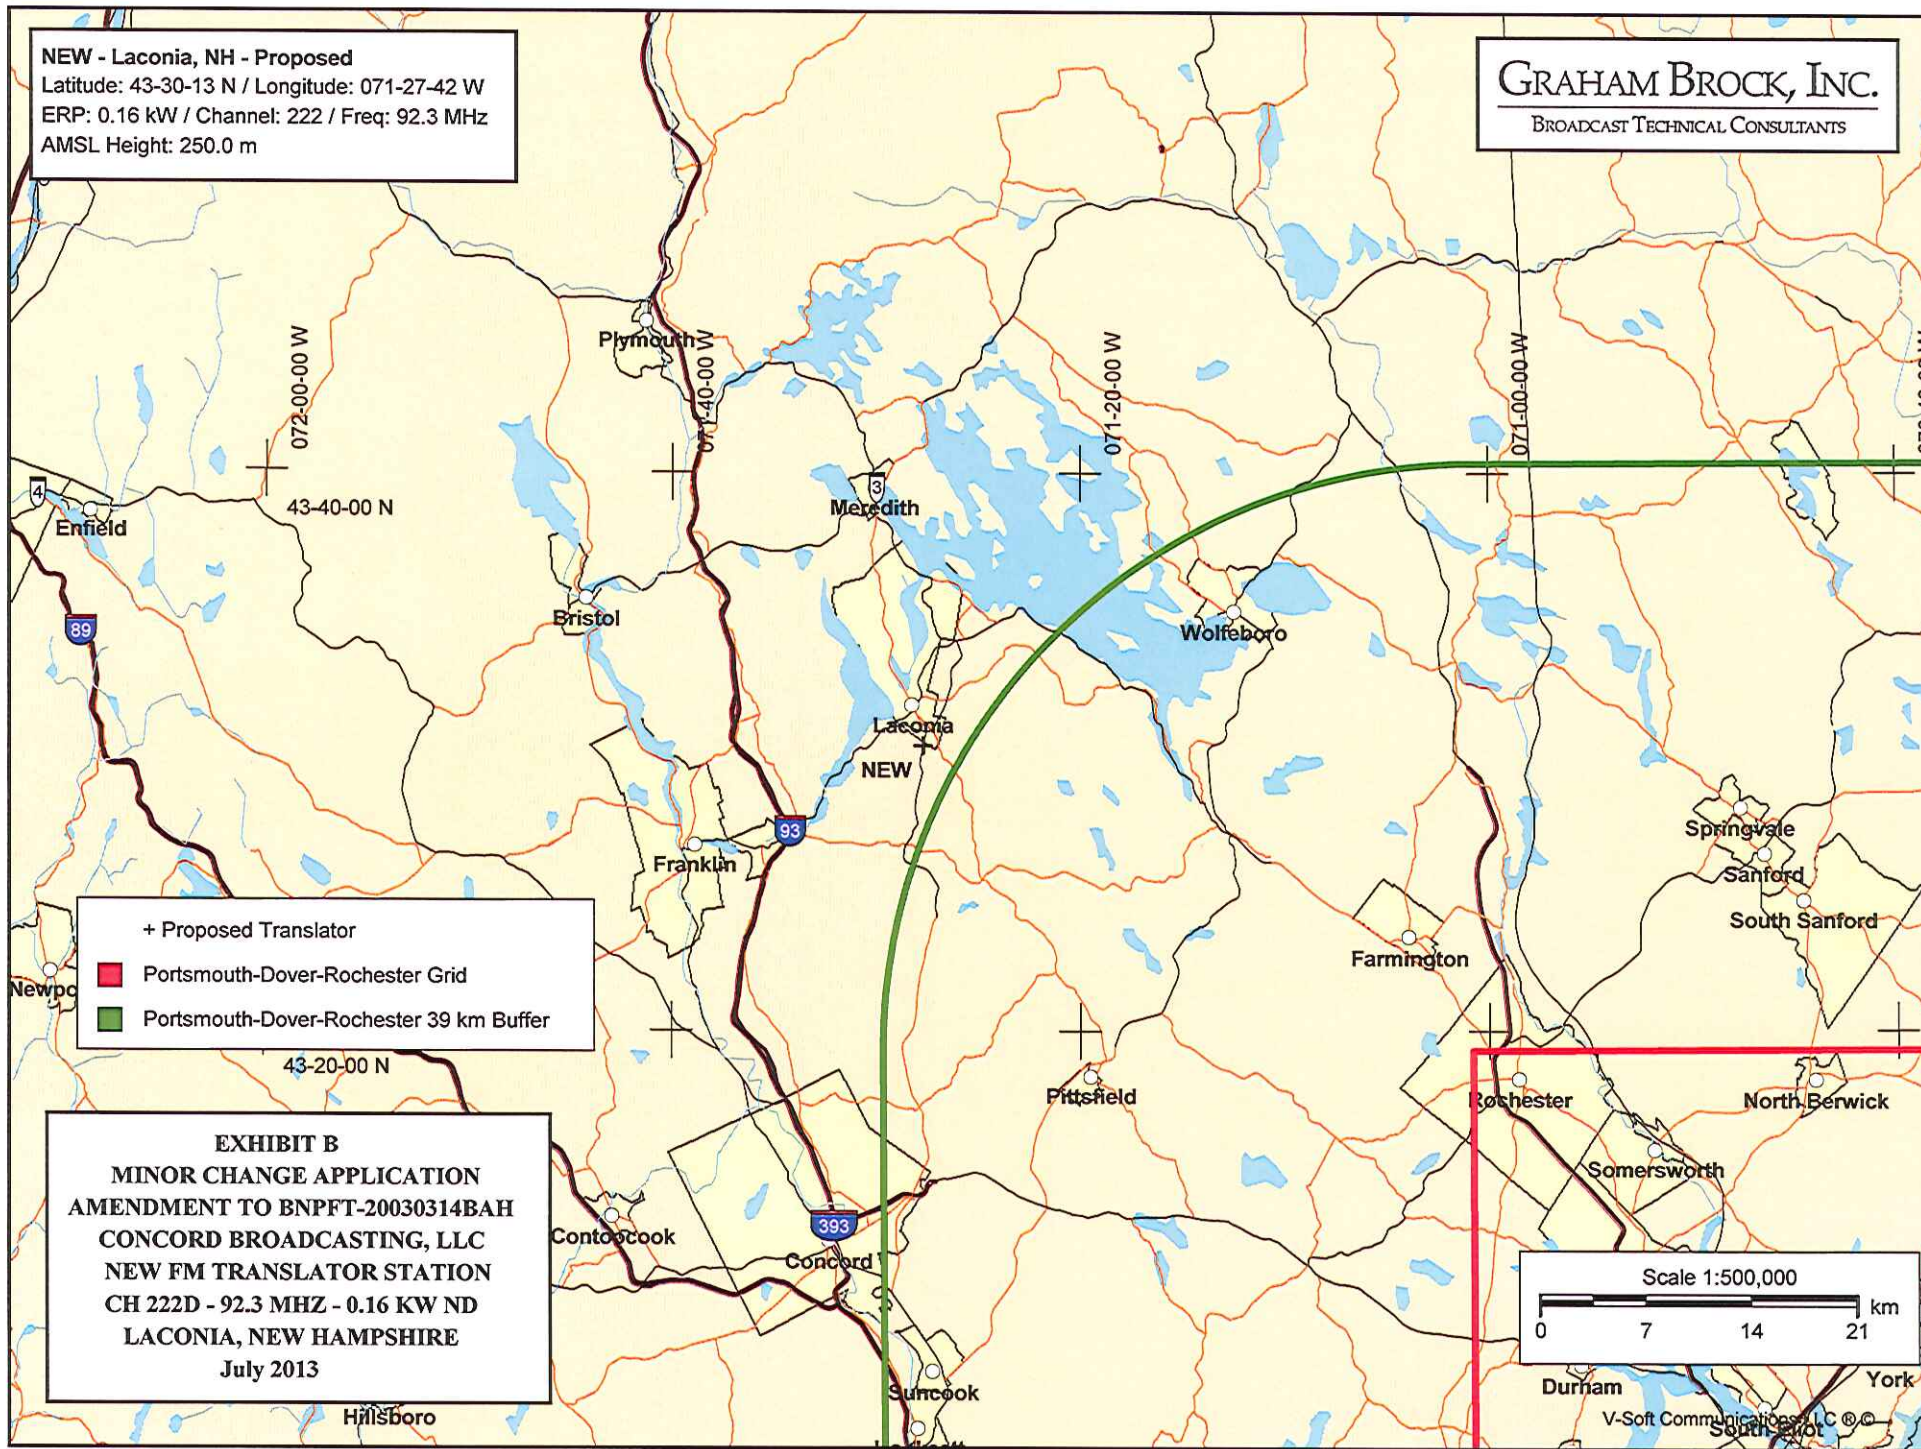 NEW - Laconia, NH - Proposed
Latitude: 43-30-13 N / Longitude: 071-27-42 W
ERP: 0.16 kW / Channel: 222 / Freq: 92.3 MHz
AMSL Height: 250.0 m
GRAHAM BROCK, INC.
BROADCAST TECHNICAL CONSULTANTS
Plymouth
072-00-00 W
071-40-00 W
071-20-00 W
071-00-00 W
4
Enfield
43-40-00 N
3
Meredith
89
Bristol
Wolfeboro
Laconia
NEW
93
Franklin
Springvale
Sanford
South Sanford
Farmington
+ Proposed Translator
Portsmouth-Dover-Rochester Grid
Portsmouth-Dover-Rochester 39 km Buffer
Newpo
43-20-00 N
Pittsfield
Rochester
North Berwick
Somersworth
EXHIBIT B
MINOR CHANGE APPLICATION
AMENDMENT TO BNPFT-20030314BAH
CONCORD BROADCASTING, LLC
NEW FM TRANSLATOR STATION
CH 222D - 92.3 MHZ - 0.16 KW ND
LACONIA, NEW HAMPSHIRE
July 2013
Contoocook
393
Concord
Scale 1:500,000
0 7 14 21 km
Suncook
Durham
York
Hillsboro
V-Soft Communications LLC ® ©
South Eliot